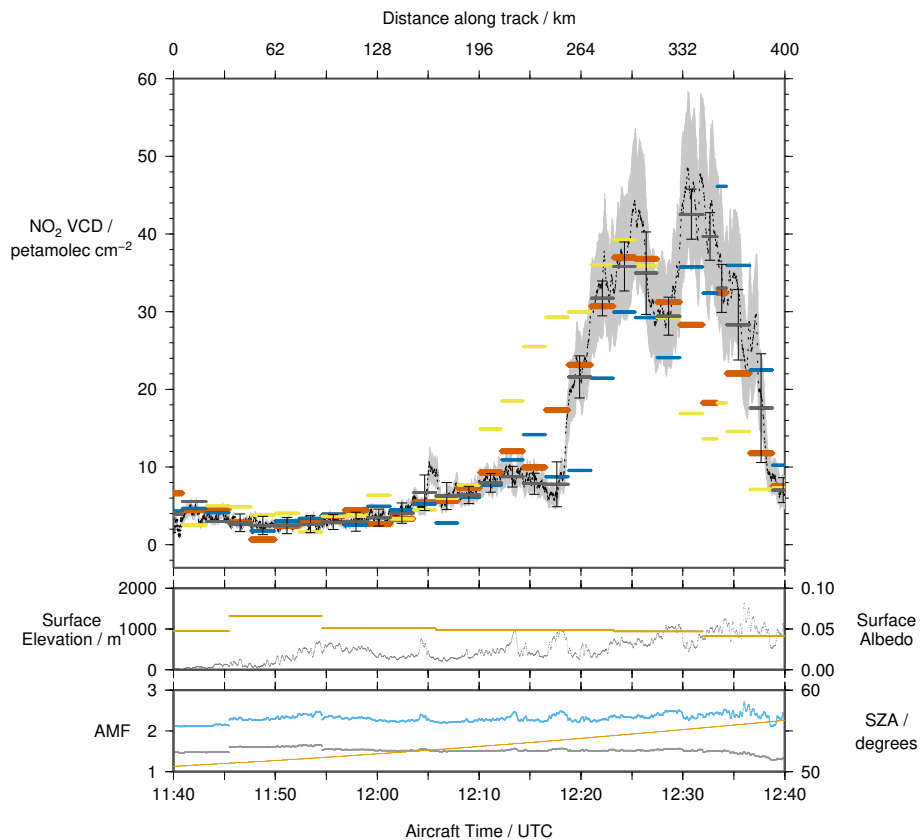 Distance along track / km
0 62 128 196 264 332 400
60
50
NO₂ VCD /
petamolec cm⁻²
40
30
20
10
0
2000 0.10
Surface
Elevation / m
1000 0.05
Surface
Albedo
0 0.00
3 60
AMF
2
SZA /
degrees
1 50
11:40 11:50 12:00 12:10 12:20 12:30 12:40
Aircraft Time / UTC